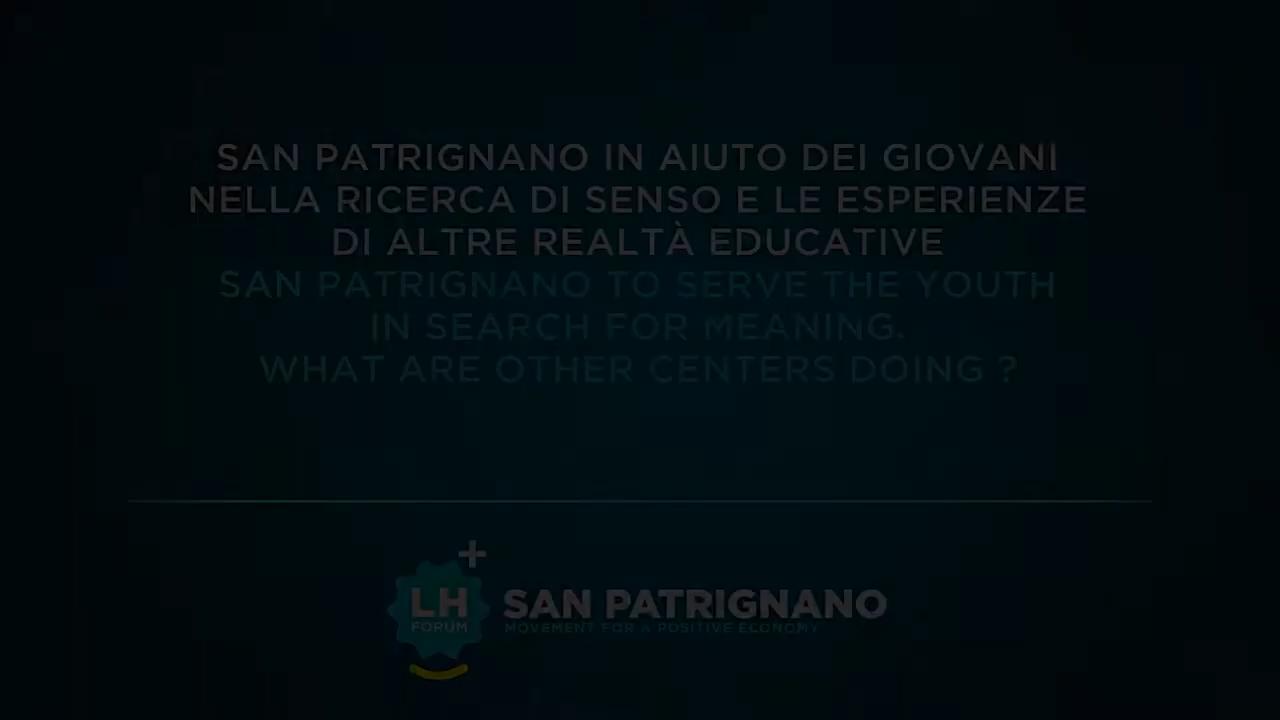 SAN PATRIGNANO IN AIUTO DEI GIOVANI
NELLA RICERCA DI SENSO E LE ESPERIENZE
DI ALTRE REALTÀ EDUCATIVE
SAN PATRIGNANO TO SERVE THE YOUTH
IN SEARCH FOR MEANING.
WHAT ARE OTHER CENTERS DOING ?
+
LH
FORUM
SAN PATRIGNANO
MOVEMENT FOR A POSITIVE ECONOMY